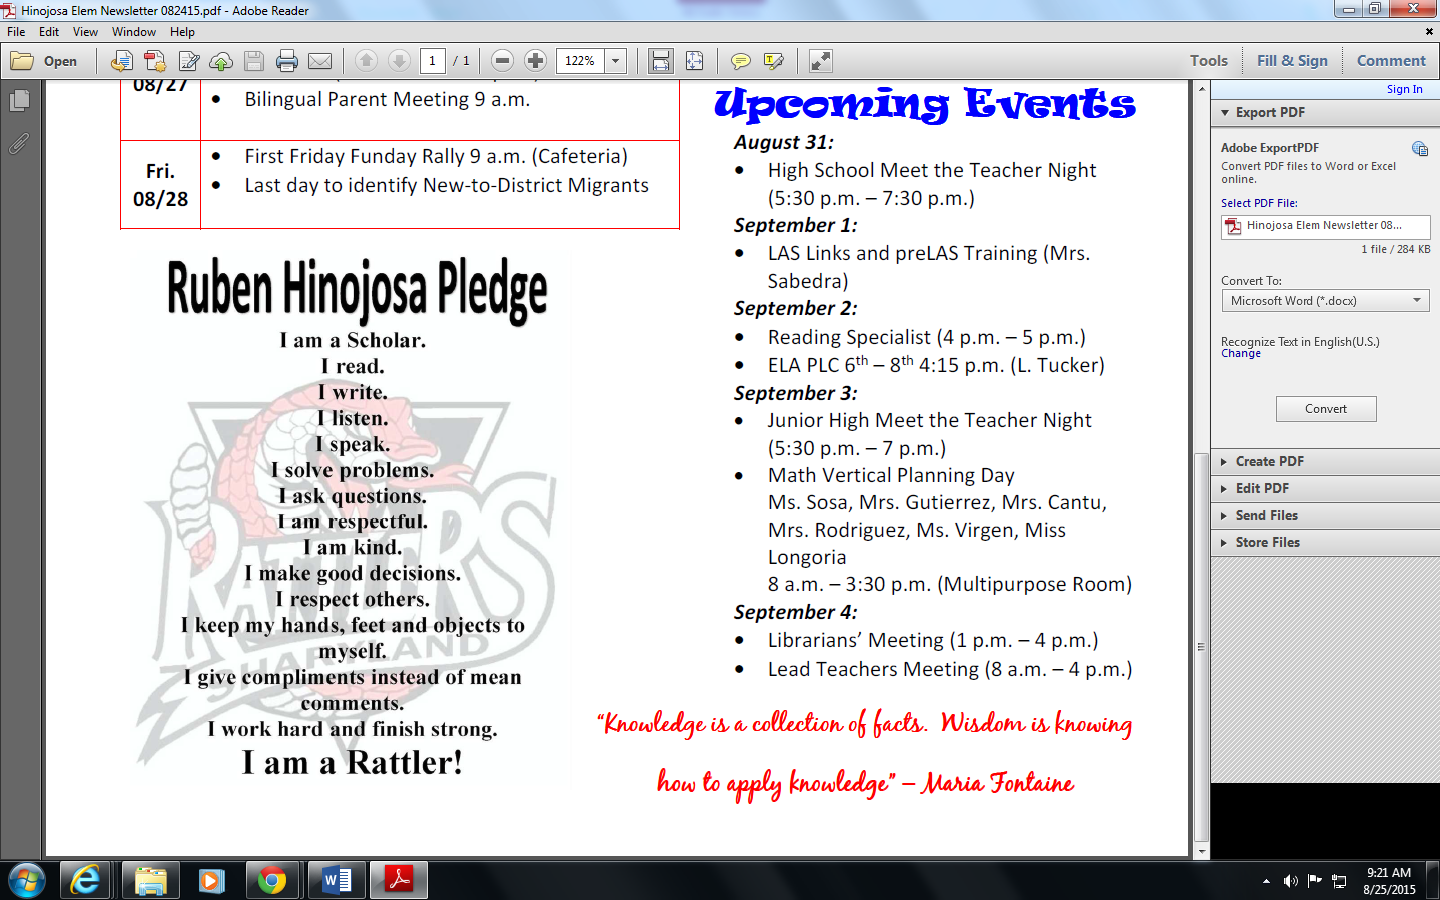 Hinojosa Elem Newsletter 082415.pdf - Adobe Reader
File Edit View Window Help
Open 1 / 1 122% Tools Fill & Sign Comment
08/27
• Bilingual Parent Meeting 9 a.m.
Fri.
08/28
• First Friday Funday Rally 9 a.m. (Cafeteria)
• Last day to identify New-to-District Migrants
Ruben Hinojosa Pledge
I am a Scholar.
I read.
I write.
I listen.
I speak.
I solve problems.
I ask questions.
I am respectful.
I am kind.
I make good decisions.
I respect others.
I keep my hands, feet and objects to
myself.
I give compliments instead of mean
comments.
I work hard and finish strong.
I am a Rattler!
RATTLERS
SHARYLAND
Upcoming Events
August 31:
• High School Meet the Teacher Night
(5:30 p.m. – 7:30 p.m.)
September 1:
• LAS Links and preLAS Training (Mrs.
Sabedra)
September 2:
• Reading Specialist (4 p.m. – 5 p.m.)
• ELA PLC 6th – 8th 4:15 p.m. (L. Tucker)
September 3:
• Junior High Meet the Teacher Night
(5:30 p.m. – 7 p.m.)
• Math Vertical Planning Day
Ms. Sosa, Mrs. Gutierrez, Mrs. Cantu,
Mrs. Rodriguez, Ms. Virgen, Miss
Longoria
8 a.m. – 3:30 p.m. (Multipurpose Room)
September 4:
• Librarians’ Meeting (1 p.m. – 4 p.m.)
• Lead Teachers Meeting (8 a.m. – 4 p.m.)
“Knowledge is a collection of facts. Wisdom is knowing
how to apply knowledge” – Maria Fontaine
Sign In
Export PDF
Adobe ExportPDF
Convert PDF files to Word or Excel
online.
Select PDF File:
Hinojosa Elem Newsletter 08...
1 file / 284 KB
Convert To:
Microsoft Word (*.docx)
Recognize Text in English(U.S.)
Change
Convert
Create PDF
Edit PDF
Send Files
Store Files
9:21 AM
8/25/2015